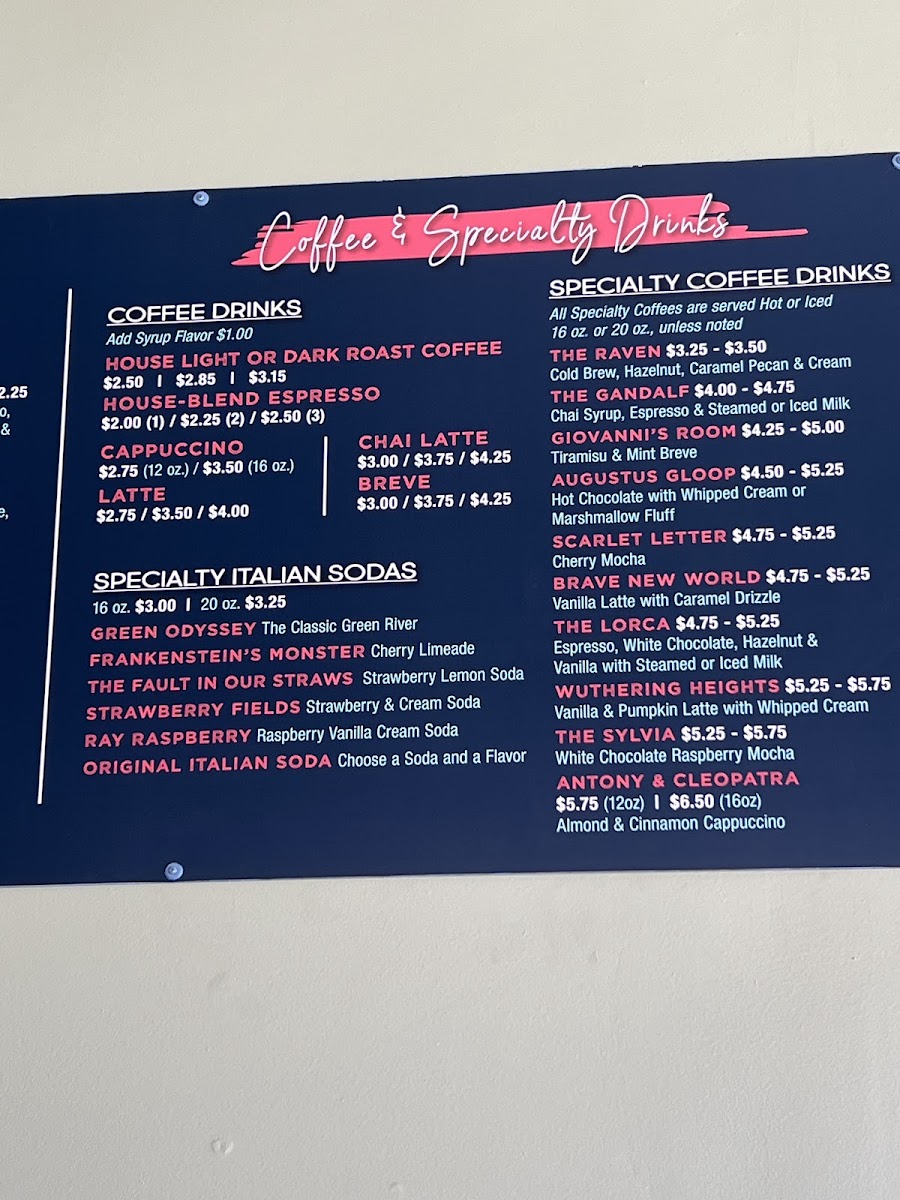 Coffee & Specialty Drinks
2.25
o,
&
e,
COFFEE DRINKS
Add Syrup Flavor $1.00
HOUSE LIGHT OR DARK ROAST COFFEE
$2.50 | $2.85 | $3.15
HOUSE-BLEND ESPRESSO
$2.00 (1) / $2.25 (2) / $2.50 (3)
CAPPUCCINO
$2.75 (12 oz.) / $3.50 (16 oz.)
LATTE
$2.75 / $3.50 / $4.00
CHAI LATTE
$3.00 / $3.75 / $4.25
BREVE
$3.00 / $3.75 / $4.25
SPECIALTY ITALIAN SODAS
16 oz. $3.00 | 20 oz. $3.25
GREEN ODYSSEY The Classic Green River
FRANKENSTEIN'S MONSTER Cherry Limeade
THE FAULT IN OUR STRAWS Strawberry Lemon Soda
STRAWBERRY FIELDS Strawberry & Cream Soda
RAY RASPBERRY Raspberry Vanilla Cream Soda
ORIGINAL ITALIAN SODA Choose a Soda and a Flavor
SPECIALTY COFFEE DRINKS
All Specialty Coffees are served Hot or Iced
16 oz. or 20 oz., unless noted
THE RAVEN $3.25 - $3.50
Cold Brew, Hazelnut, Caramel Pecan & Cream
THE GANDALF $4.00 - $4.75
Chai Syrup, Espresso & Steamed or Iced Milk
GIOVANNI'S ROOM $4.25 - $5.00
Tiramisu & Mint Breve
AUGUSTUS GLOOP $4.50 - $5.25
Hot Chocolate with Whipped Cream or
Marshmallow Fluff
SCARLET LETTER $4.75 - $5.25
Cherry Mocha
BRAVE NEW WORLD $4.75 - $5.25
Vanilla Latte with Caramel Drizzle
THE LORCA $4.75 - $5.25
Espresso, White Chocolate, Hazelnut &
Vanilla with Steamed or Iced Milk
WUTHERING HEIGHTS $5.25 - $5.75
Vanilla & Pumpkin Latte with Whipped Cream
THE SYLVIA $5.25 - $5.75
White Chocolate Raspberry Mocha
ANTONY & CLEOPATRA
$5.75 (12oz) | $6.50 (16oz)
Almond & Cinnamon Cappuccino